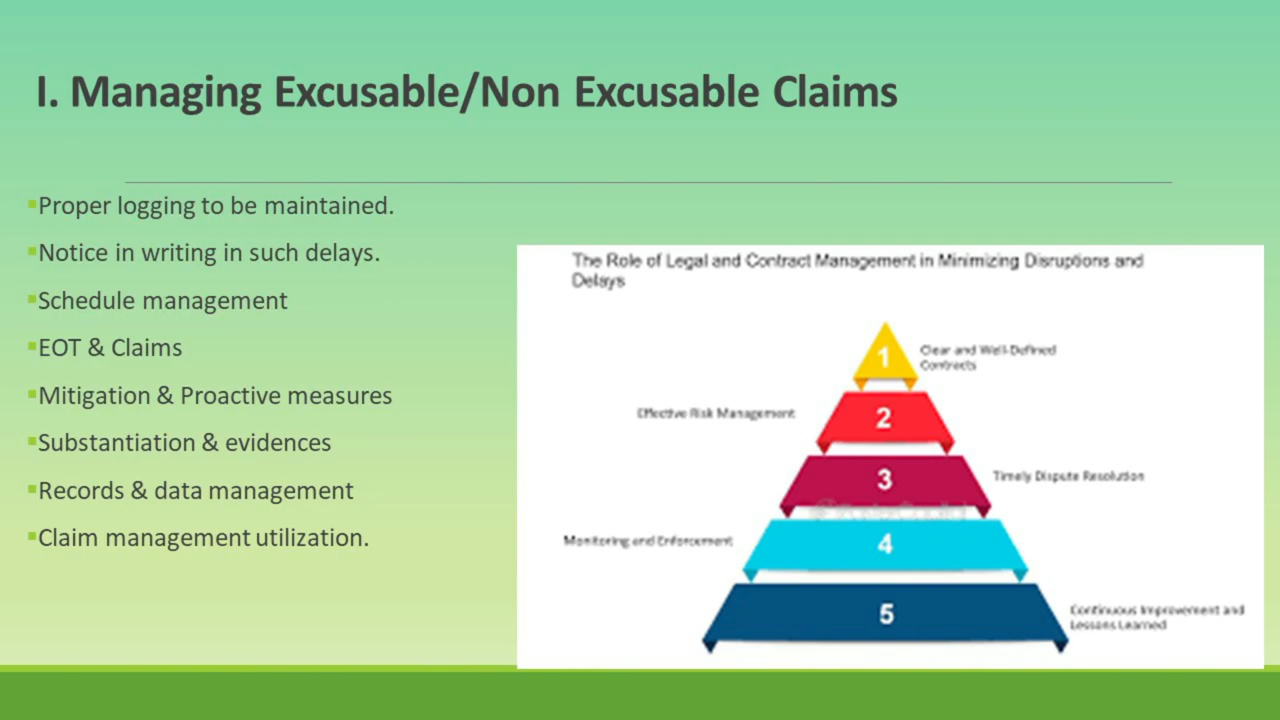 I. Managing Excusable/Non Excusable Claims
▪Proper logging to be maintained.
▪Notice in writing in such delays.
▪Schedule management
▪EOT & Claims
▪Mitigation & Proactive measures
▪Substantiation & evidences
▪Records & data management
▪Claim management utilization.
The Role of Legal and Contract Management in Minimizing Disruptions and
Delays
1
Clear and Well-Defined
Contracts
Effective Risk Management
2
3
Timely Dispute Resolution
Monitoring and Enforcement
4
5
Continuous Improvement and
Lessons Learned